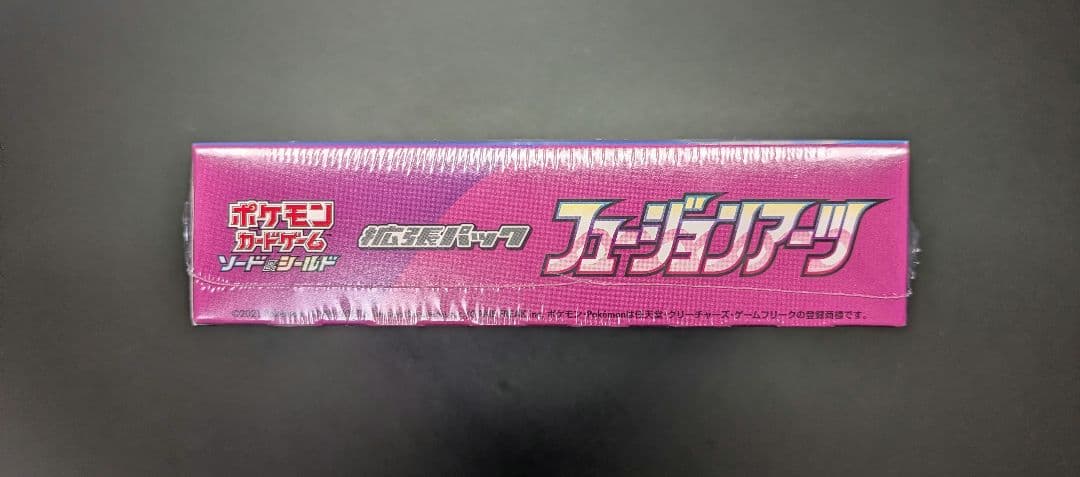 ポケモン
カードゲーム
ソード&シールド
拡張パック
フュージョンアーツ
©2021 ポケモン・Pokémonは任天堂・クリーチャーズ・ゲームフリークの登録商標です。